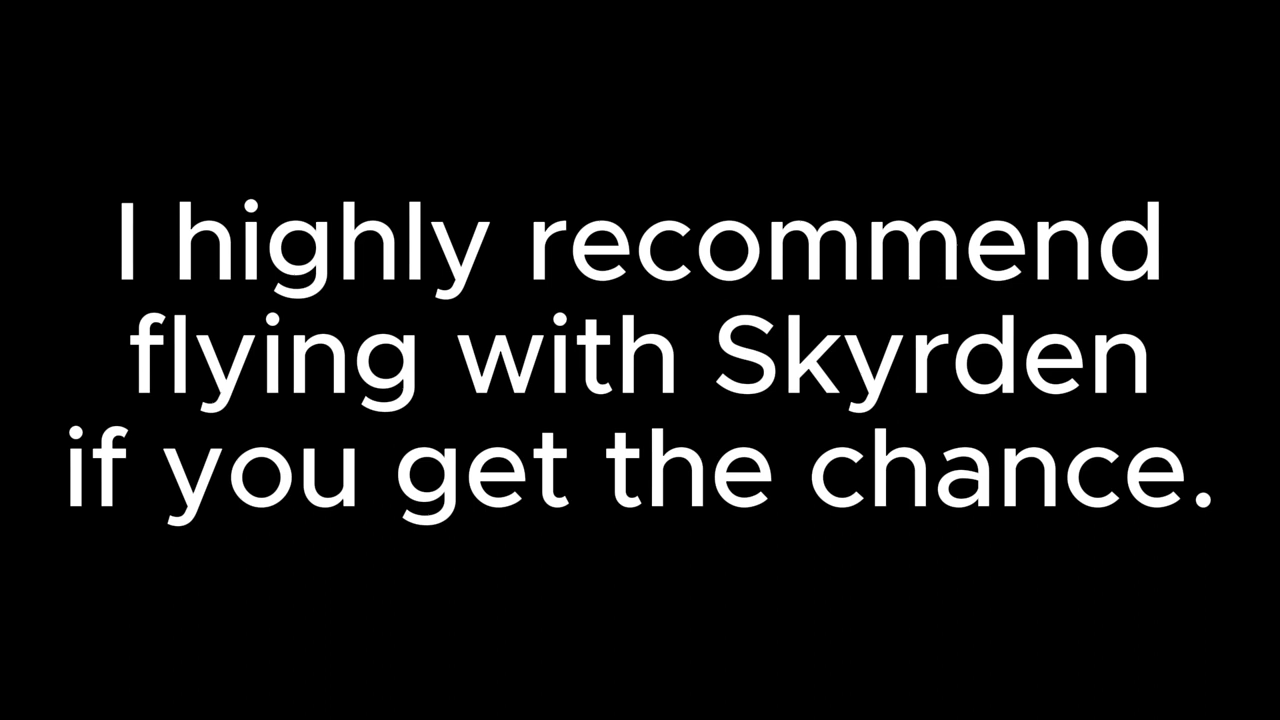 I highly recommend
flying with Skyrden
if you get the chance.